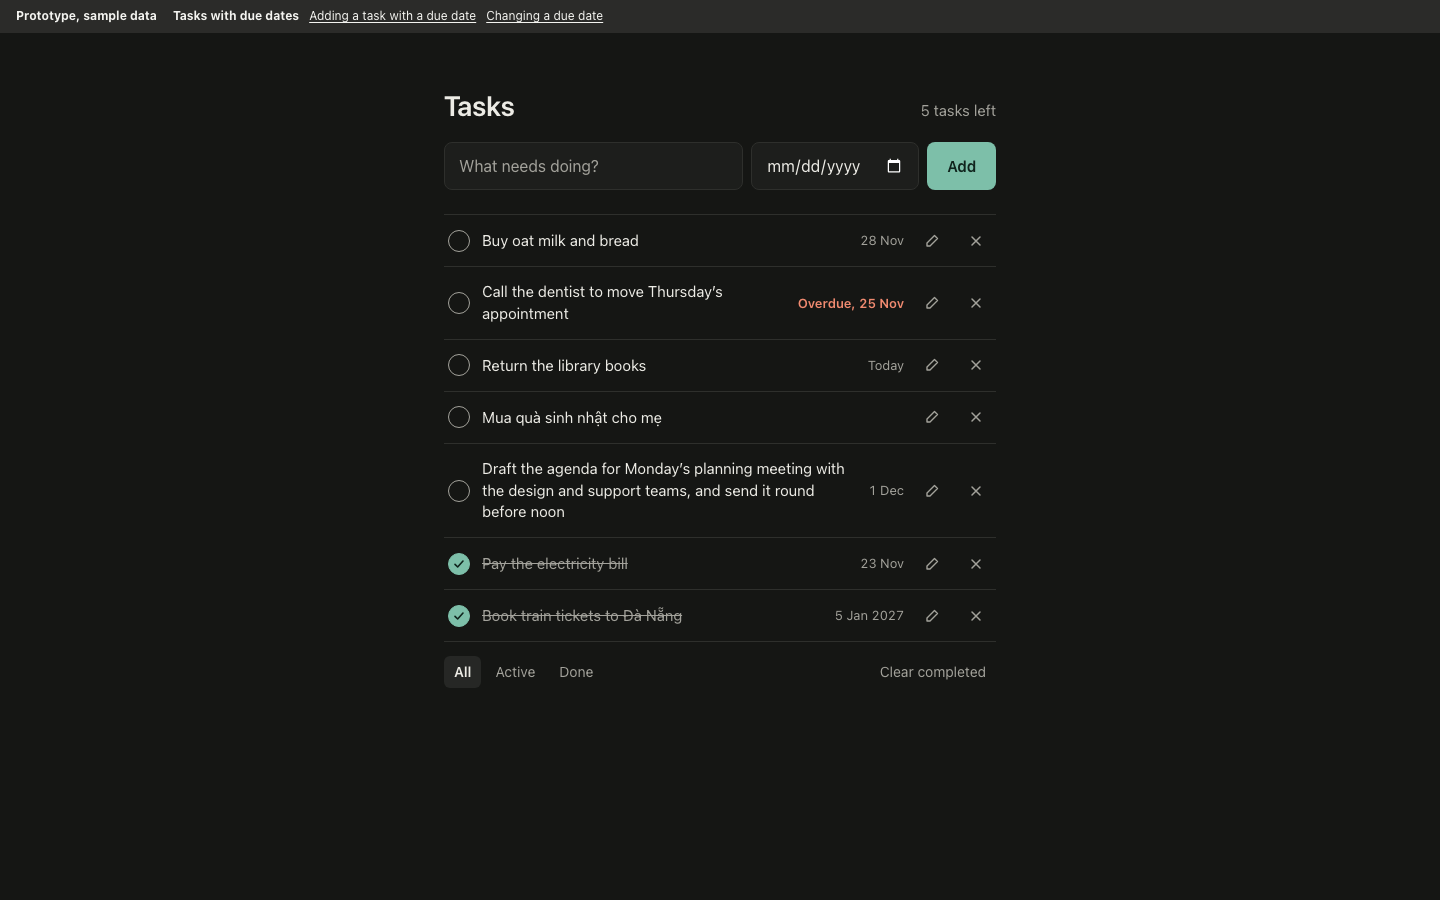 Prototype, sample data Tasks with due dates Adding a task with a due date Changing a due date
Tasks
5 tasks left
What needs doing? mm/dd/yyyy Add
Buy oat milk and bread 28 Nov
Call the dentist to move Thursday’s
appointment
Overdue, 25 Nov
Return the library books Today
Mua quà sinh nhật cho mẹ
Draft the agenda for Monday’s planning meeting with
the design and support teams, and send it round
before noon
1 Dec
Pay the electricity bill 23 Nov
Book train tickets to Đà Nẵng 5 Jan 2027
All Active Done Clear completed